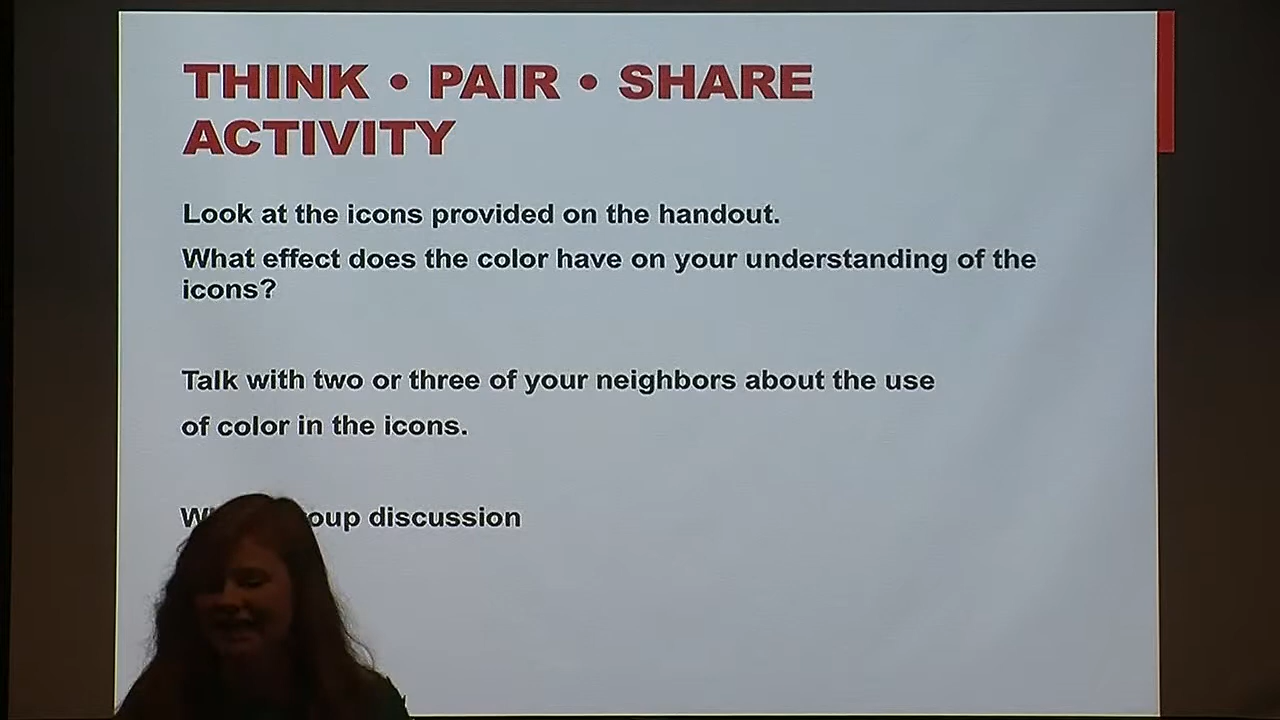 THINK • PAIR • SHARE
ACTIVITY
Look at the icons provided on the handout.
What effect does the color have on your understanding of the
icons?
Talk with two or three of your neighbors about the use
of color in the icons.
discussion